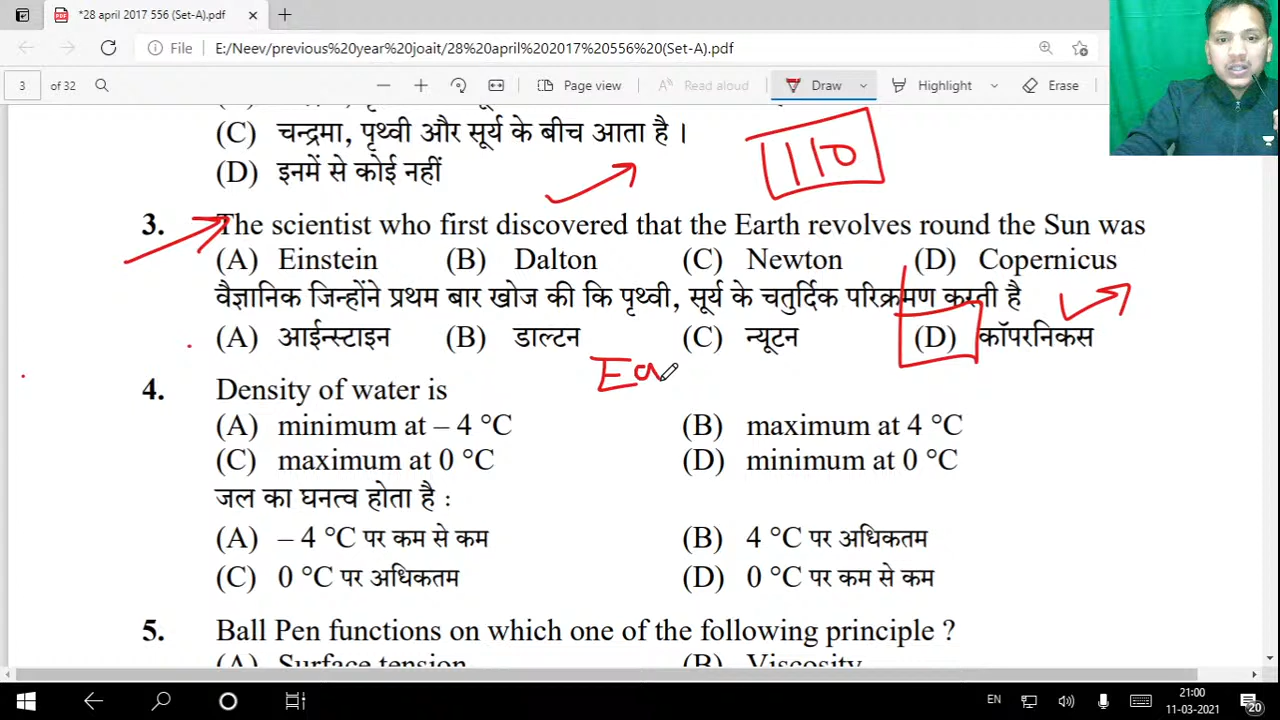 *28 april 2017 556 (Set-A).pdf
File E:/Neev/previous%20year%20joait/28%20april%202017%20556%20(Set-A).pdf
3 of 32 Page view Read aloud Draw Highlight Erase
(C) चन्द्रमा, पृथ्वी और सूर्य के बीच आता है ।
1110
(D) इनमें से कोई नहीं
3. The scientist who first discovered that the Earth revolves round the Sun was
(A) Einstein (B) Dalton (C) Newton (D) Copernicus
वैज्ञानिक जिन्होंने प्रथम बार खोज की कि पृथ्वी, सूर्य के चतुर्दिक परिक्रमण करती है
(A) आईन्स्टाइन (B) डाल्टन (C) न्यूटन (D) कॉपरनिकस
Ea
4. Density of water is
(A) minimum at – 4 °C (B) maximum at 4 °C
(C) maximum at 0 °C (D) minimum at 0 °C
जल का घनत्व होता है :
(A) – 4 °C पर कम से कम (B) 4 °C पर अधिकतम
(C) 0 °C पर अधिकतम (D) 0 °C पर कम से कम
5. Ball Pen functions on which one of the following principle ?
(A) Surface tension (B) Viscosity
EN 21:00
11-03-2021 20